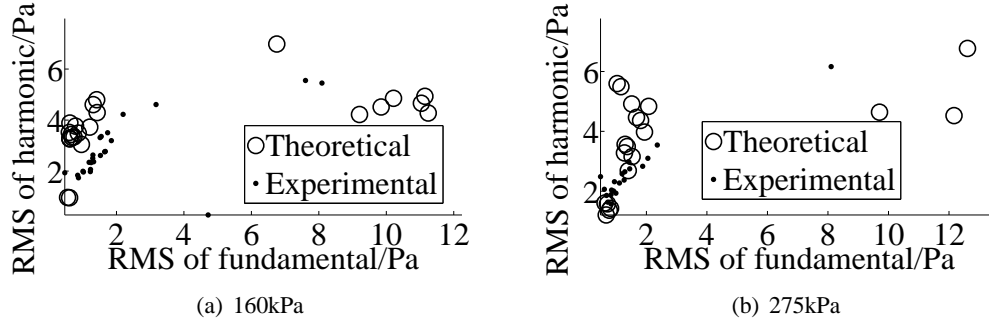 RMS of harmonic/Pa
6
4
2
Theoretical
Experimental
2 4 6 8 10 12
RMS of fundamental/Pa
(a) 160kPa
RMS of harmonic/Pa
6
4
2
Theoretical
Experimental
2 4 6 8 10 12
RMS of fundamental/Pa
(b) 275kPa